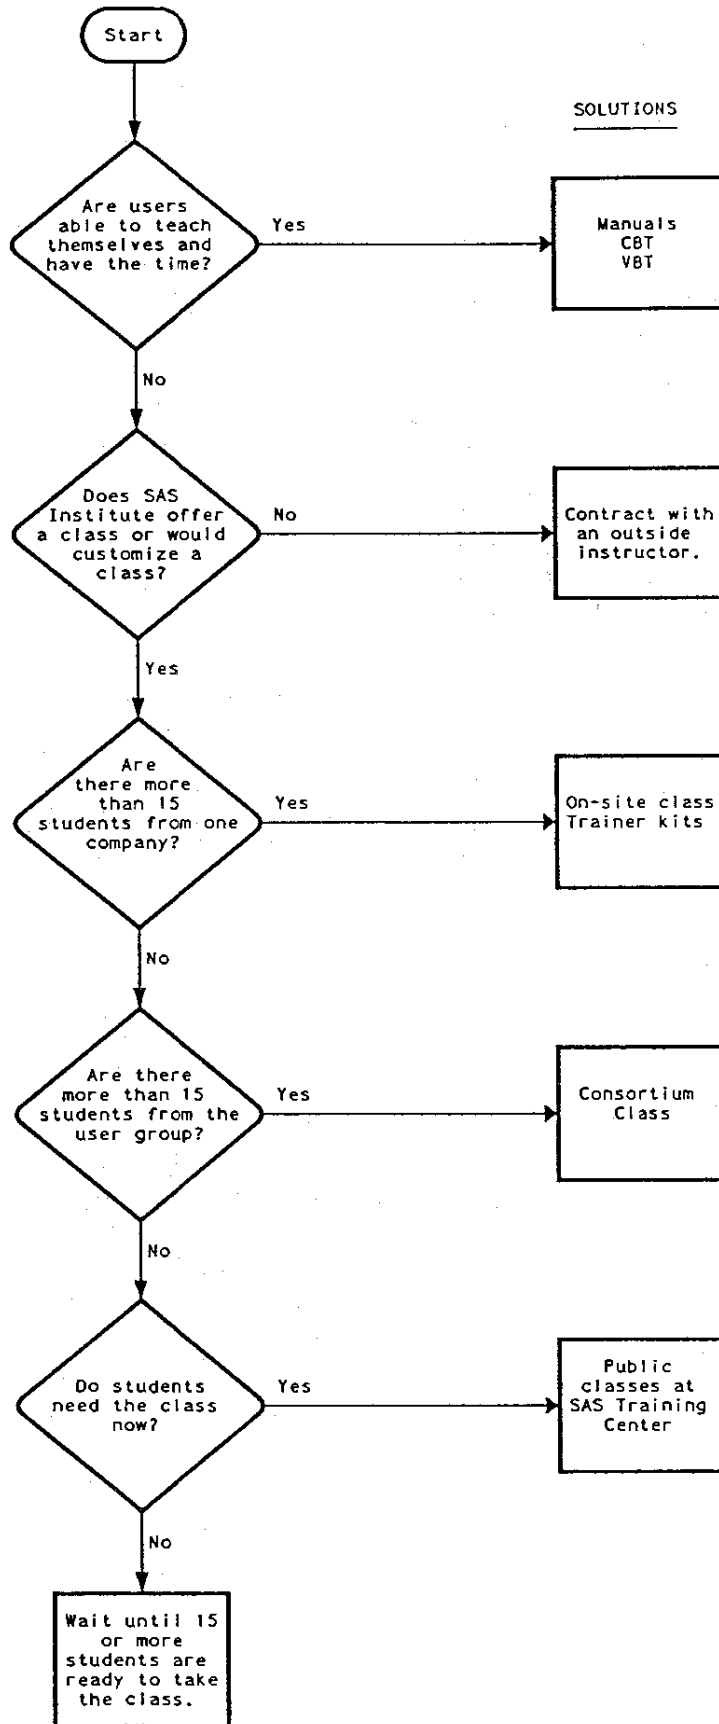 Start
SOLUTIONS
Are users
able to teach
themselves and
have the time?
Yes
Manuals
CBT
VBT
No
Does SAS
Institute offer
a class or would
customize a
class?
No
Contract with
an outside
instructor.
Yes
Are
there more
than 15
students from one
company?
Yes
On-site class
Trainer kits
No
Are there
more than 15
students from the
user group?
Yes
Consortium
Class
No
Do students
need the class
now?
Yes
Public
classes at
SAS Training
Center
No
Wait until 15
or more
students are
ready to take
the class.